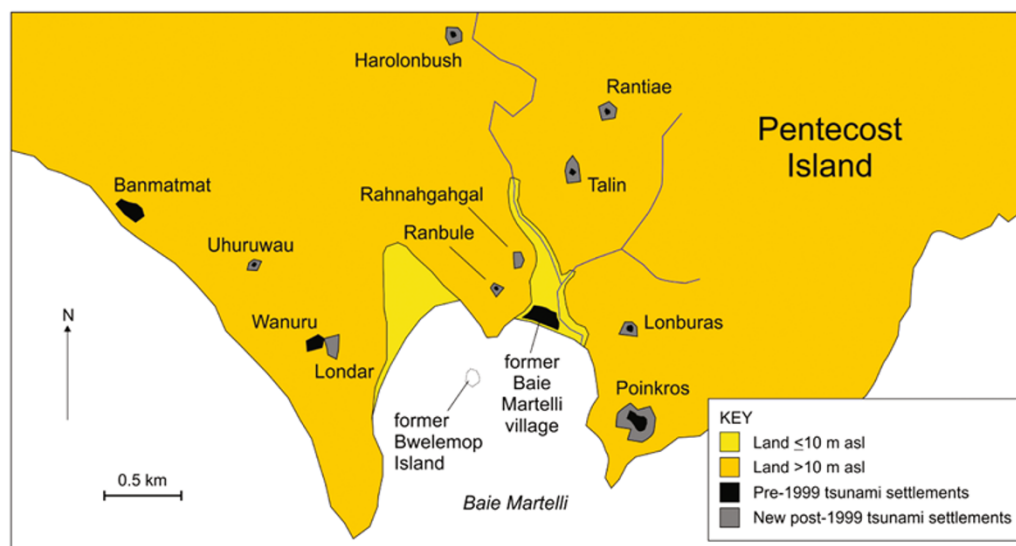 Harolonbush
Rantiae
Pentecost
Island
Banmatmat
Rahnahgahgal
Talin
Ranbule
Uhuruwau
N
Wanuru
Londar
Lonburas
former
Baie
Martelli
village
Poinkros
former
Bwelemop
Island
0.5 km
Baie Martelli
KEY
Land ≤10 m asl
Land >10 m asl
Pre-1999 tsunami settlements
New post-1999 tsunami settlements